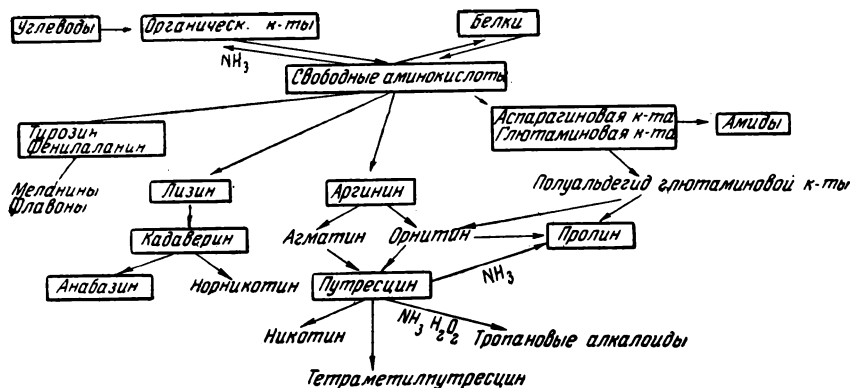 Углеводы
Органическ. к-ты
Белки
NH3
Свободные аминокислоты
Тирозин
Фенилаланин
Аспарагиновая к-та
Глютаминовая к-та
Амиды
Меланины
Флавоны
Лизин
Аргинин
Полуальдегид глютаминовой к-ты
Кадаверин
Агматин
Орнитин
Пролин
Анабазин
Норникотин
Путресцин
NH3
Никотин
NH3 H2O2
Тропановые алкалоиды
Тетраметилпутресцин